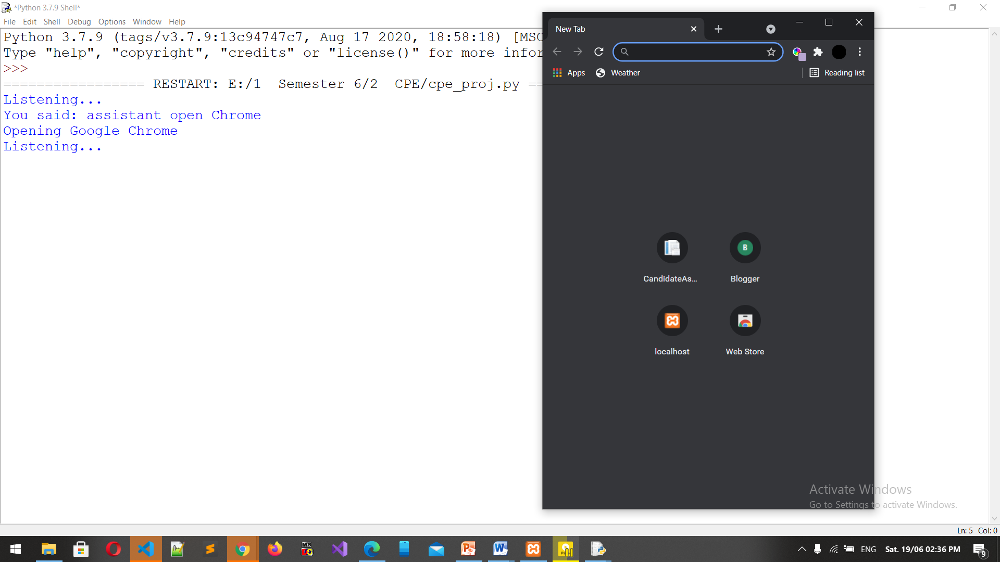 *Python 3.7.9 Shell*
File Edit Shell Debug Options Window Help
Python 3.7.9 (tags/v3.7.9:13c94747c7, Aug 17 2020, 18:58:18) [MSC
Type "help", "copyright", "credits" or "license()" for more infor
>>>
================= RESTART: E:/1  Semester 6/2  CPE/cpe_proj.py ==
Listening...
You said: assistant open Chrome
Opening Google Chrome
Listening...
New Tab
Apps Weather Reading list
CandidateAs... Blogger
B
localhost Web Store
Activate Windows
Go to Settings to activate Windows.
Ln: 5 Col: 0
ENG Sat. 19/06 02:36 PM 9